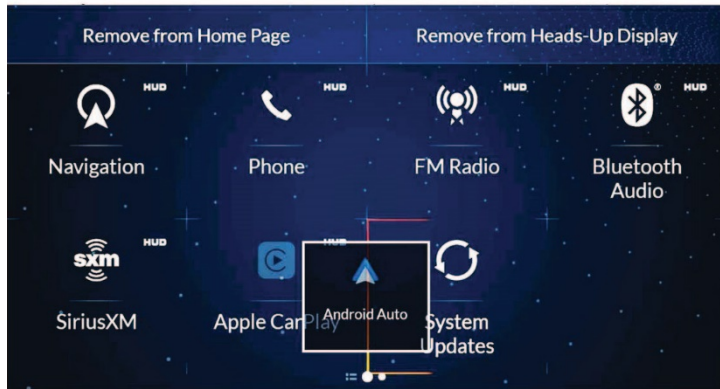 Remove from Home Page
Remove from Heads-Up Display
HUD
HUD
HUD
® HUD
Navigation
Phone
FM Radio
Bluetooth
Audio
HUD
HUD
sxm
SiriusXM
Apple CarPlay
Android Auto
System
Updates